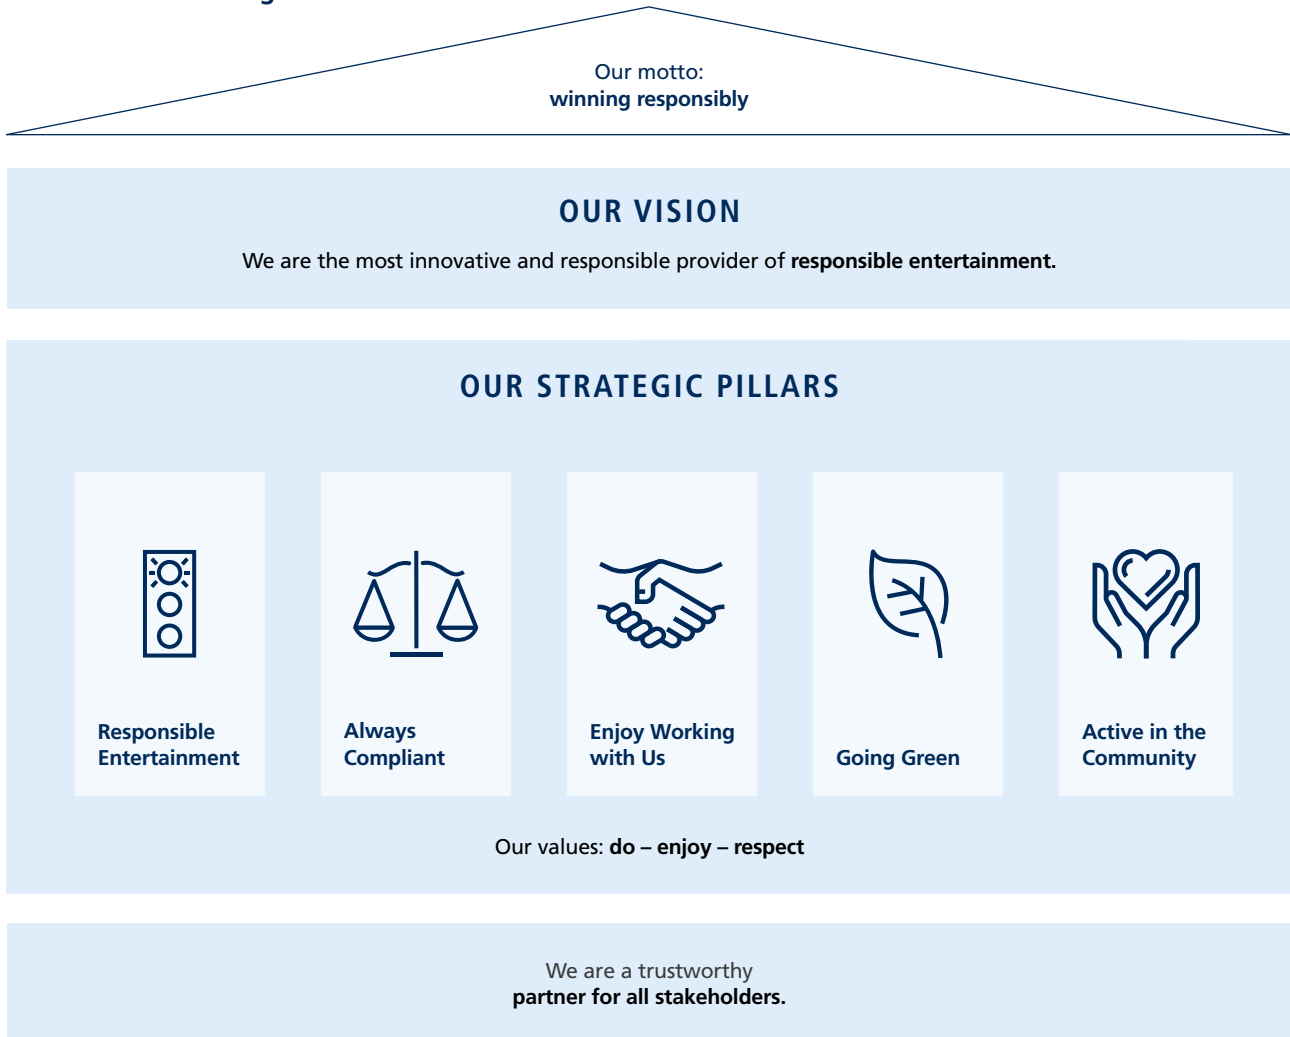 Our motto:
winning responsibly
OUR VISION
We are the most innovative and responsible provider of responsible entertainment.
OUR STRATEGIC PILLARS
Responsible
Entertainment
Always
Compliant
Enjoy Working
with Us
Going Green
Active in the
Community
Our values: do – enjoy – respect
We are a trustworthy
partner for all stakeholders.